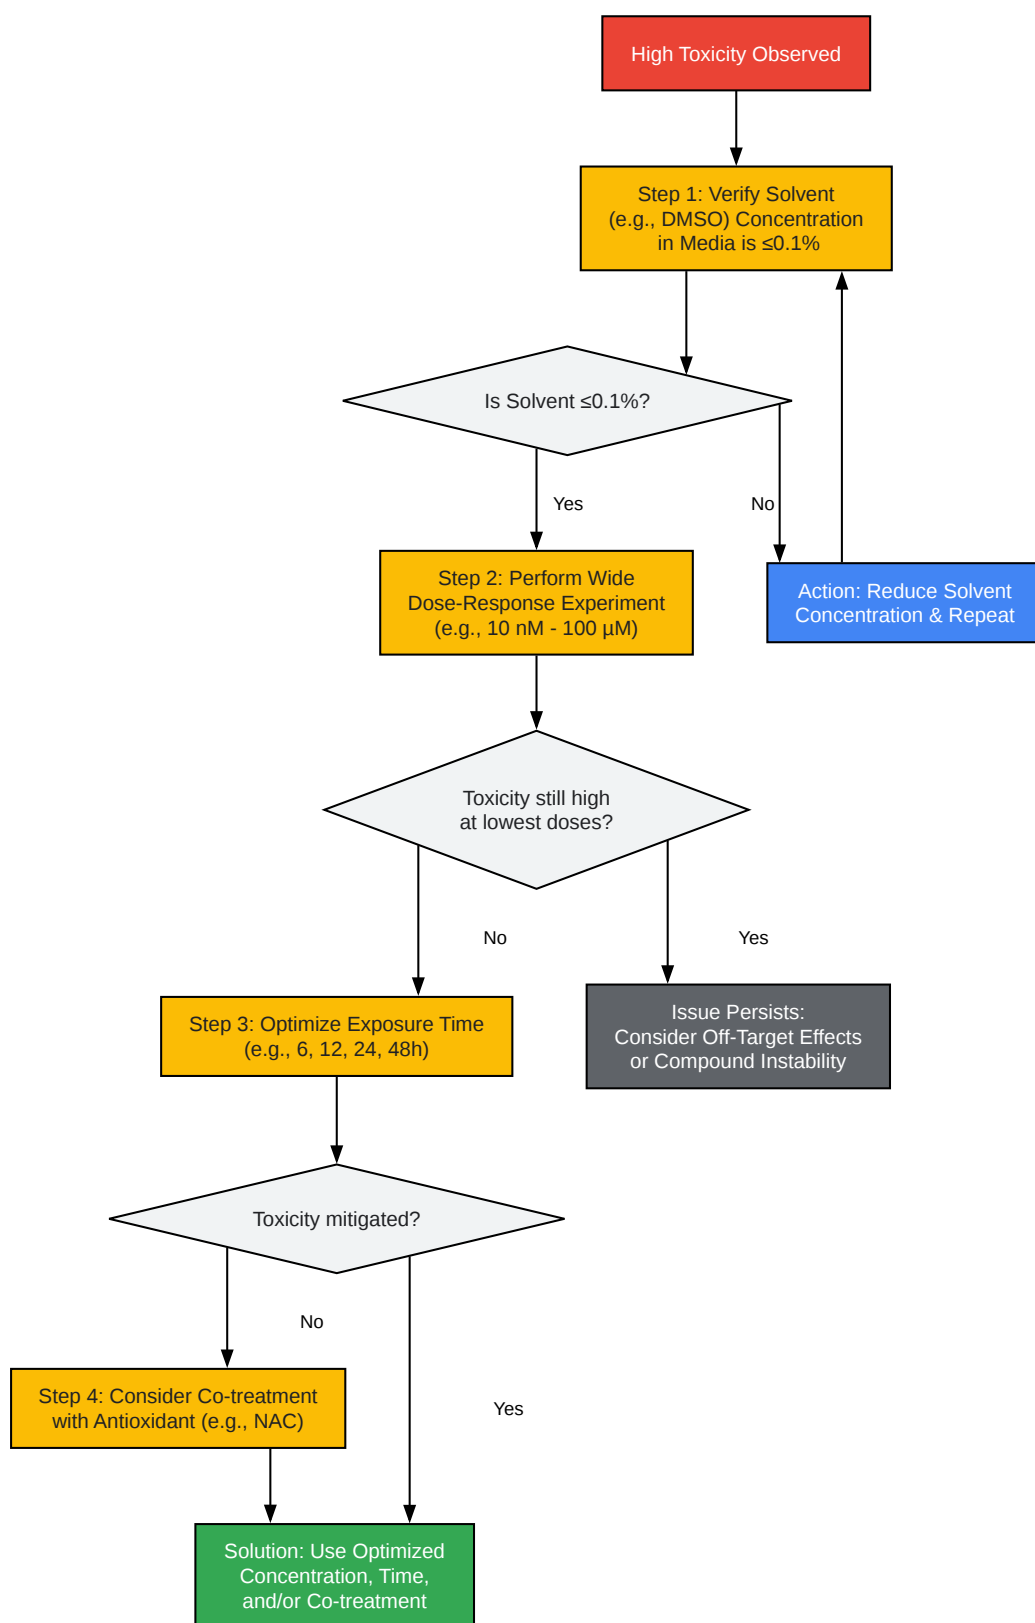 High Toxicity Observed
Step 1: Verify Solvent
(e.g., DMSO) Concentration
in Media is ≤0.1%
Is Solvent ≤0.1%?
Yes
No
Step 2: Perform Wide
Dose-Response Experiment
(e.g., 10 nM - 100 µM)
Action: Reduce Solvent
Concentration & Repeat
Toxicity still high
at lowest doses?
No
Yes
Step 3: Optimize Exposure Time
(e.g., 6, 12, 24, 48h)
Issue Persists:
Consider Off-Target Effects
or Compound Instability
Toxicity mitigated?
No
Step 4: Consider Co-treatment
with Antioxidant (e.g., NAC)
Yes
Solution: Use Optimized
Concentration, Time,
and/or Co-treatment